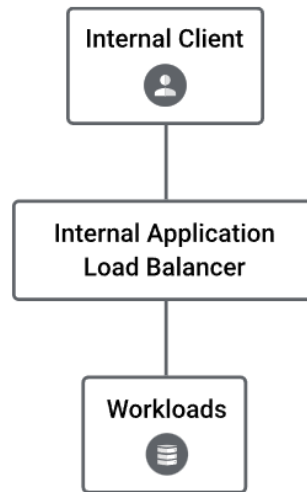 Internal Client
Internal Application
Load Balancer
Workloads